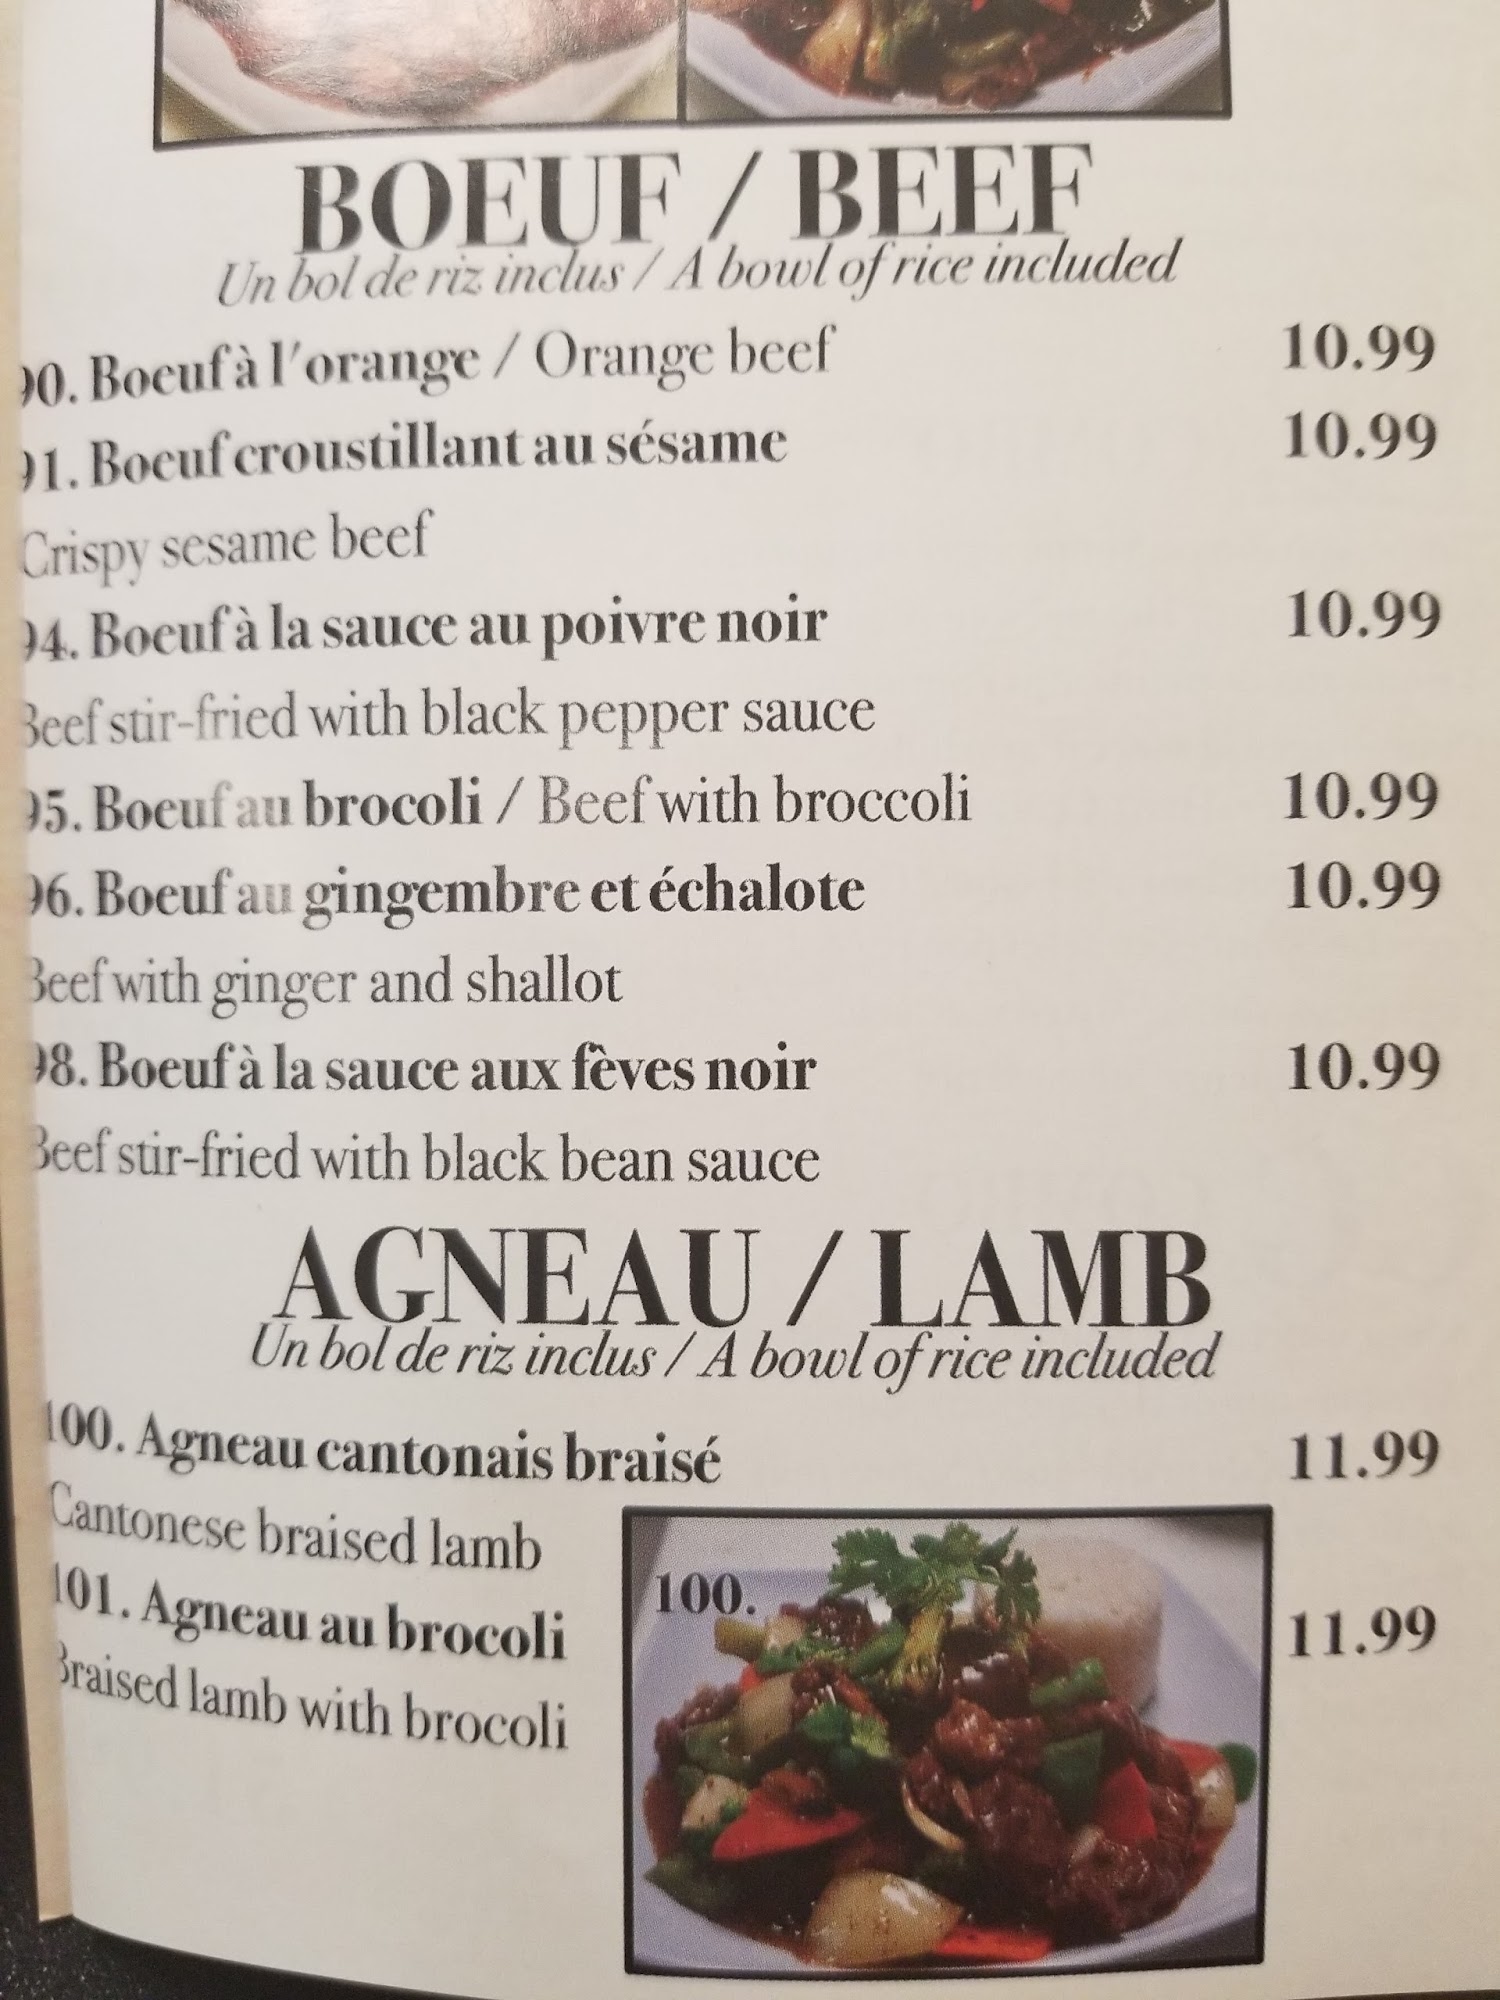 BOEUF / BEEF
Un bol de riz inclus / A bowl of rice included
90. Boeuf à l'orange / Orange beef 10.99
91. Boeuf croustillant au sésame 10.99
Crispy sesame beef
94. Boeuf à la sauce au poivre noir 10.99
Beef stir-fried with black pepper sauce
95. Boeuf au brocoli / Beef with broccoli 10.99
96. Boeuf au gingembre et échalote 10.99
Beef with ginger and shallot
98. Boeuf à la sauce aux fèves noir 10.99
Beef stir-fried with black bean sauce
AGNEAU / LAMB
Un bol de riz inclus / A bowl of rice included
100. Agneau cantonais braisé 11.99
Cantonese braised lamb
101. Agneau au brocoli 11.99
Braised lamb with brocoli
100.